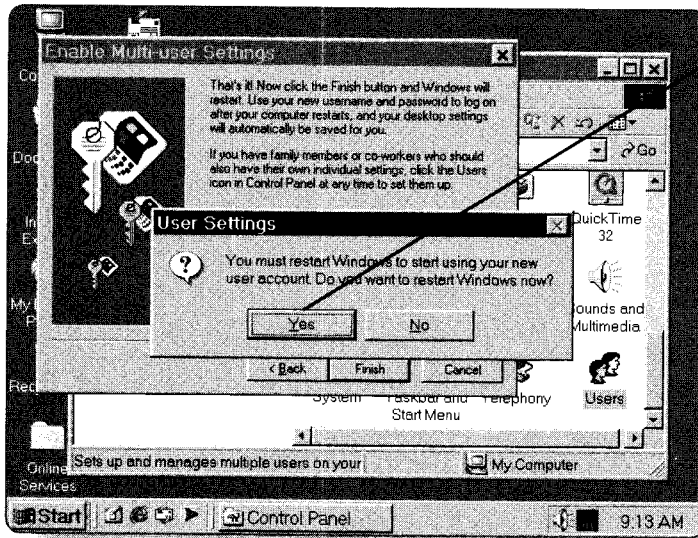 Enable Multi-user Settings
That's it! Now click the Finish button and Windows will
restart. Use your new username and password to log on
after your computer restarts, and your desktop settings
will automatically be saved for you.
If you have family members or co-workers who should
also have their own individual settings, click the Users
icon in Control Panel at any time to set them up.
Go
QuickTime
32
User Settings
You must restart Windows to start using your new
user account. Do you want to restart Windows now?
Yes
No
Sounds and
Multimedia
< Back
Finish
Cancel
System
Taskbar and
Start Menu
Telephony
Users
Online
Services
Sets up and manages multiple users on your
My Computer
Start
Control Panel
9:13 AM